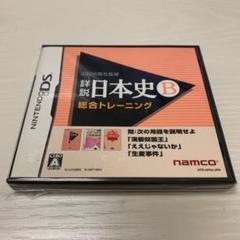 NINTENDO DS
山川出版社監修
詳説
日本史B
総合トレーニング
問:次の用語を説明せよ
「漢委奴国王」
「ええじゃないか」
「生麦事件」
A
namco